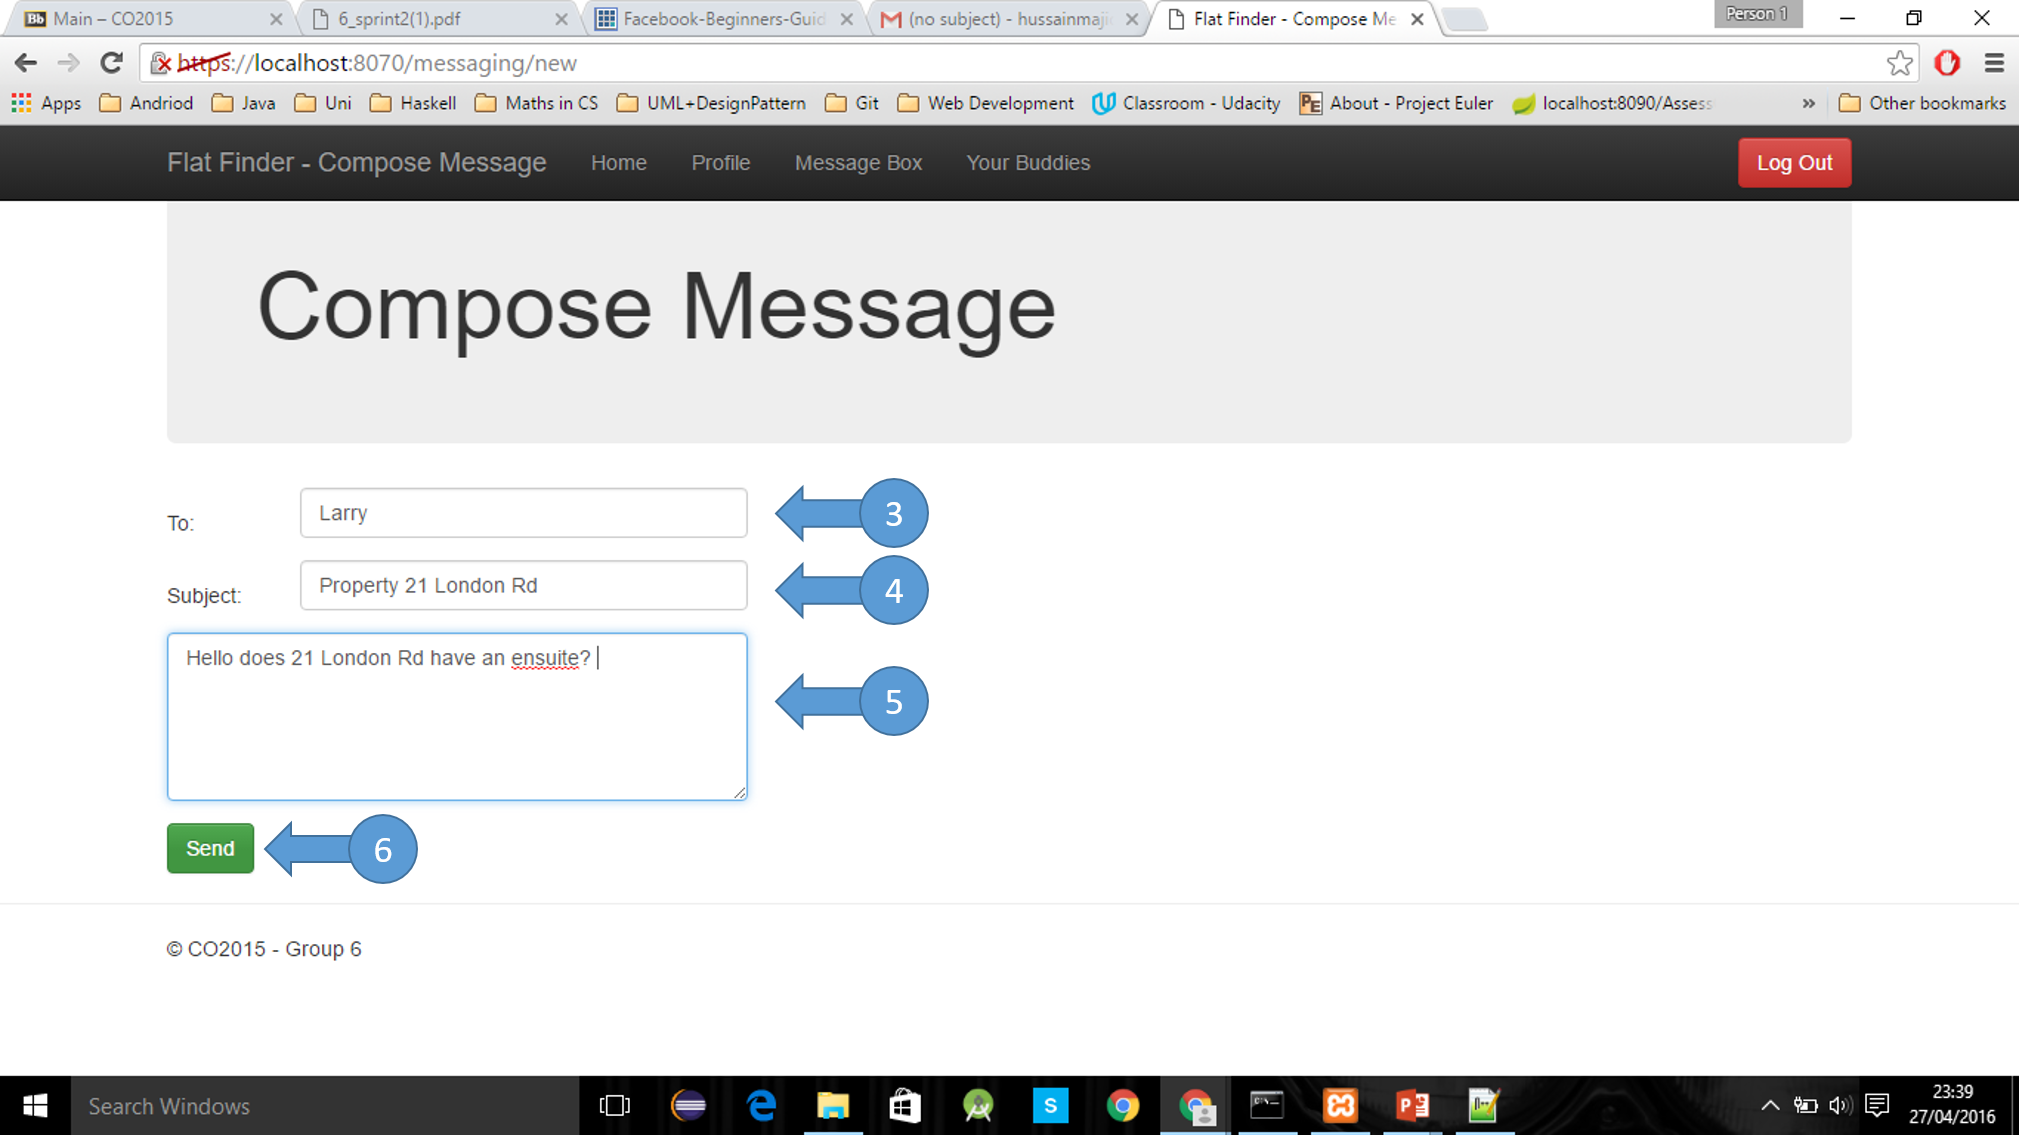 Main – CO2015
6_sprint2(1).pdf
Facebook-Beginners-Guid
(no subject) - hussainmaji
Flat Finder - Compose Me
Person 1
https://localhost:8070/messaging/new
Apps
Andriod
Java
Uni
Haskell
Maths in CS
UML+DesignPattern
Git
Web Development
Classroom - Udacity
About - Project Euler
localhost:8090/Assess
»
Other bookmarks
Flat Finder - Compose Message
Home
Profile
Message Box
Your Buddies
Log Out
Compose Message
To:
Larry
3
Subject:
Property 21 London Rd
4
Hello does 21 London Rd have an ensuite?
5
Send
6
© CO2015 - Group 6
Search Windows
23:39
27/04/2016